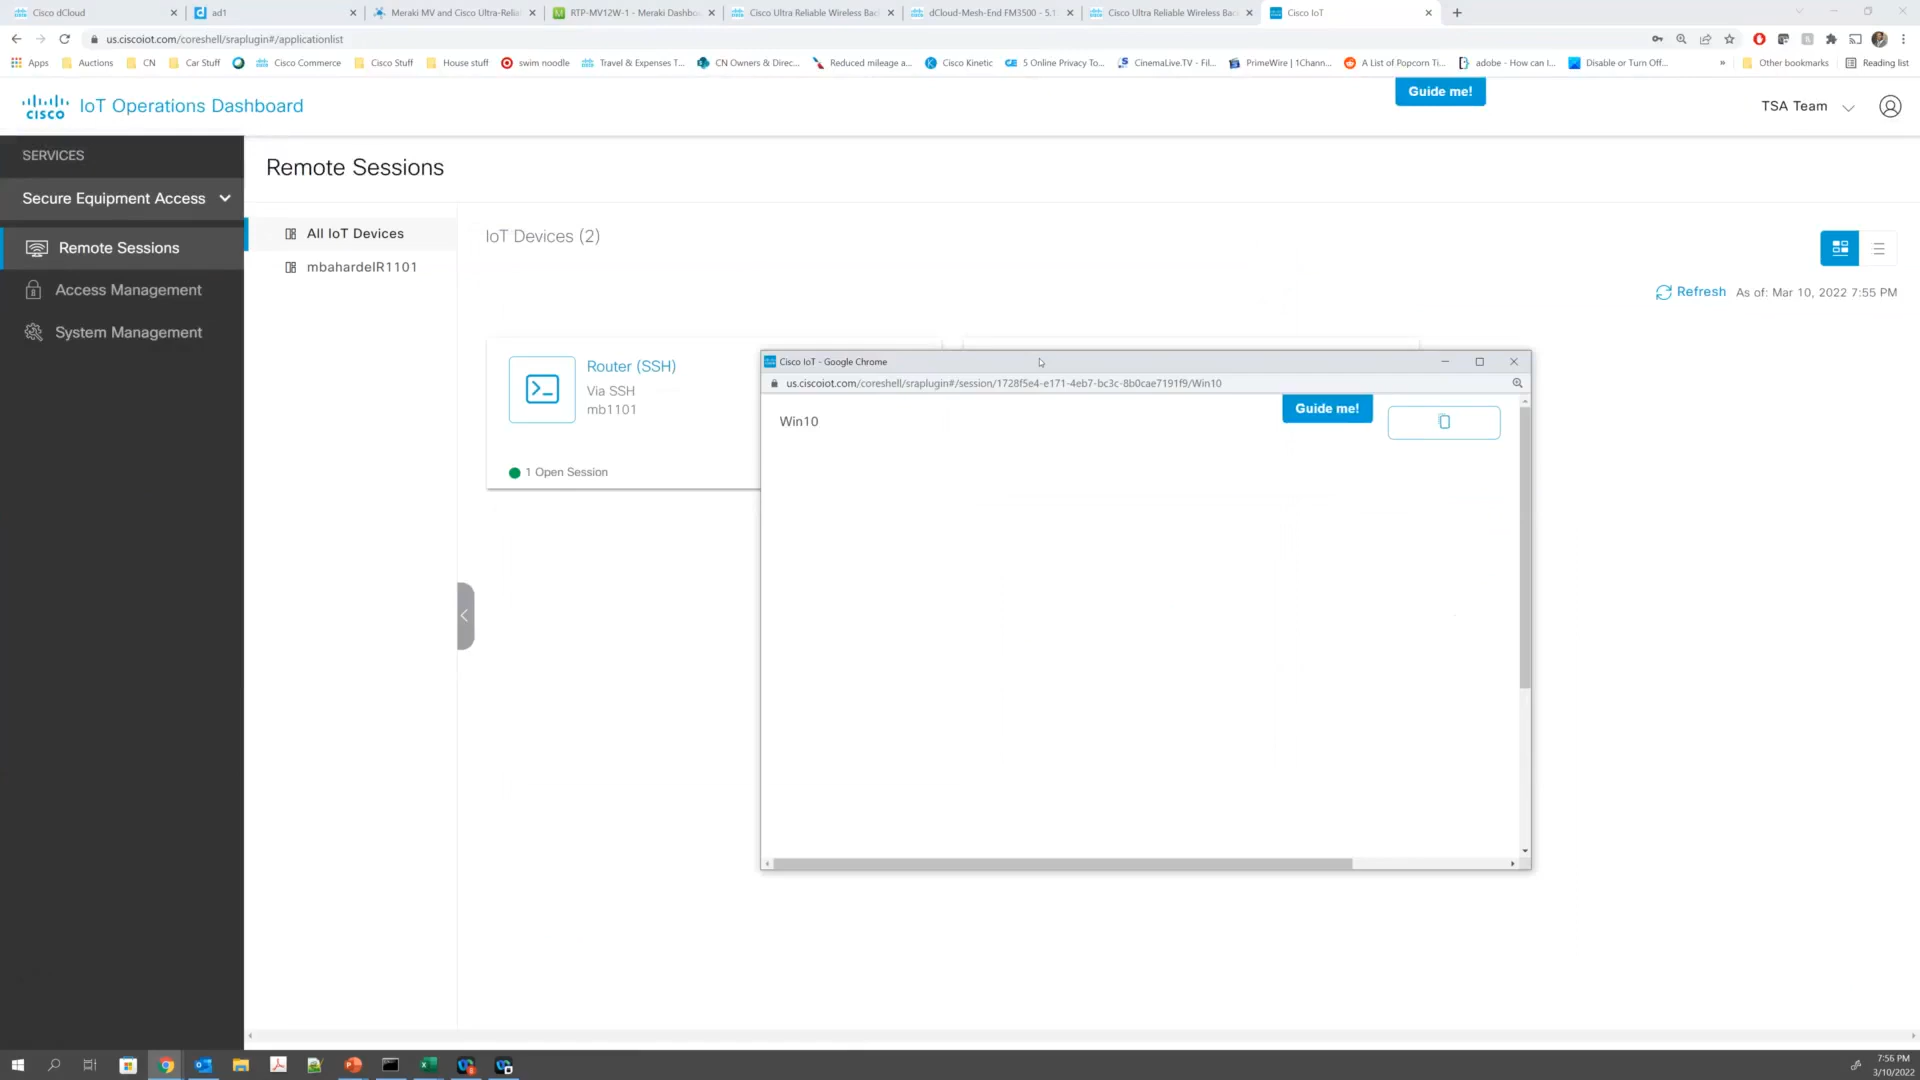 Cisco dCloud
ad1
Meraki MV and Cisco Ultra-Relia
RTP-MV12W-1 - Meraki Dashbo
Cisco Ultra Reliable Wireless Bac
dCloud-Mesh-End FM3500 - 5.1
Cisco Ultra Reliable Wireless Bac
Cisco IoT
us.ciscoiot.com/coreshell/sraplugin#/applicationlist
Apps
Auctions
CN
Car Stuff
Cisco Commerce
Cisco Stuff
House stuff
swim noodle
Travel & Expenses T...
CN Owners & Direc...
Reduced mileage a...
Cisco Kinetic
5 Online Privacy To...
CinemaLive.TV - Fil...
PrimeWire | 1Chann...
A List of Popcorn Ti...
adobe - How can I...
Disable or Turn Off...
»
Other bookmarks
Reading list
CISCO
IoT Operations Dashboard
Guide me!
TSA Team
SERVICES
Secure Equipment Access
Remote Sessions
Access Management
System Management
Remote Sessions
All IoT Devices
mbahardeIR1101
IoT Devices (2)
Refresh
As of: Mar 10, 2022 7:55 PM
Router (SSH)
Via SSH
mb1101
1 Open Session
Cisco IoT - Google Chrome
us.ciscoiot.com/coreshell/sraplugin#/session/1728f5e4-e171-4eb7-bc3c-8b0cae7191f9/Win10
Win10
Guide me!
7:56 PM
3/10/2022